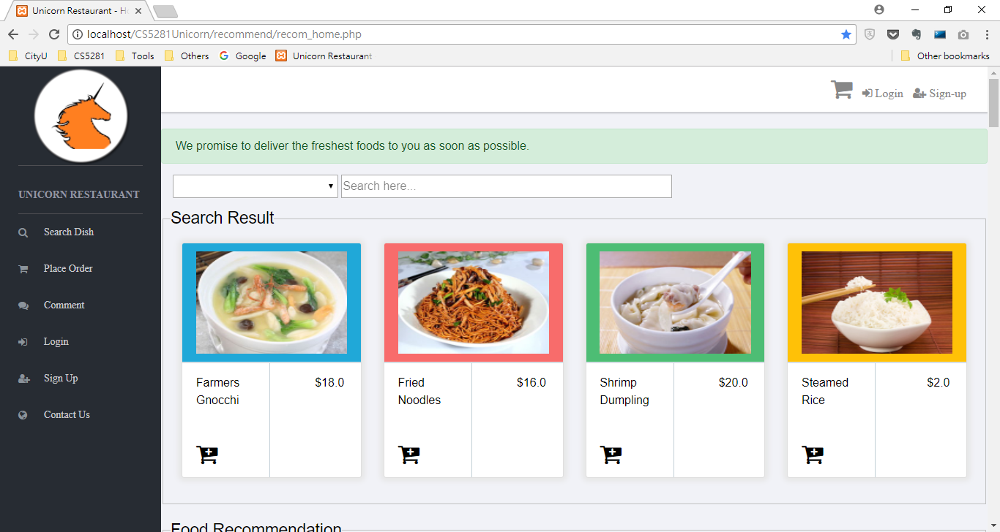 Unicorn Restaurant - H
localhost/CS5281Unicorn/recommend/recom_home.php
CityU
CS5281
Tools
Others
Google
Unicorn Restaurant
Other bookmarks
Login
Sign-up
We promise to deliver the freshest foods to you as soon as possible.
Search here...
UNICORN RESTAURANT
Search Dish
Place Order
Comment
Login
Sign Up
Contact Us
Search Result
Farmers
Gnocchi
$18.0
Fried
Noodles
$16.0
Shrimp
Dumpling
$20.0
Steamed
Rice
$2.0
Food Recommendation